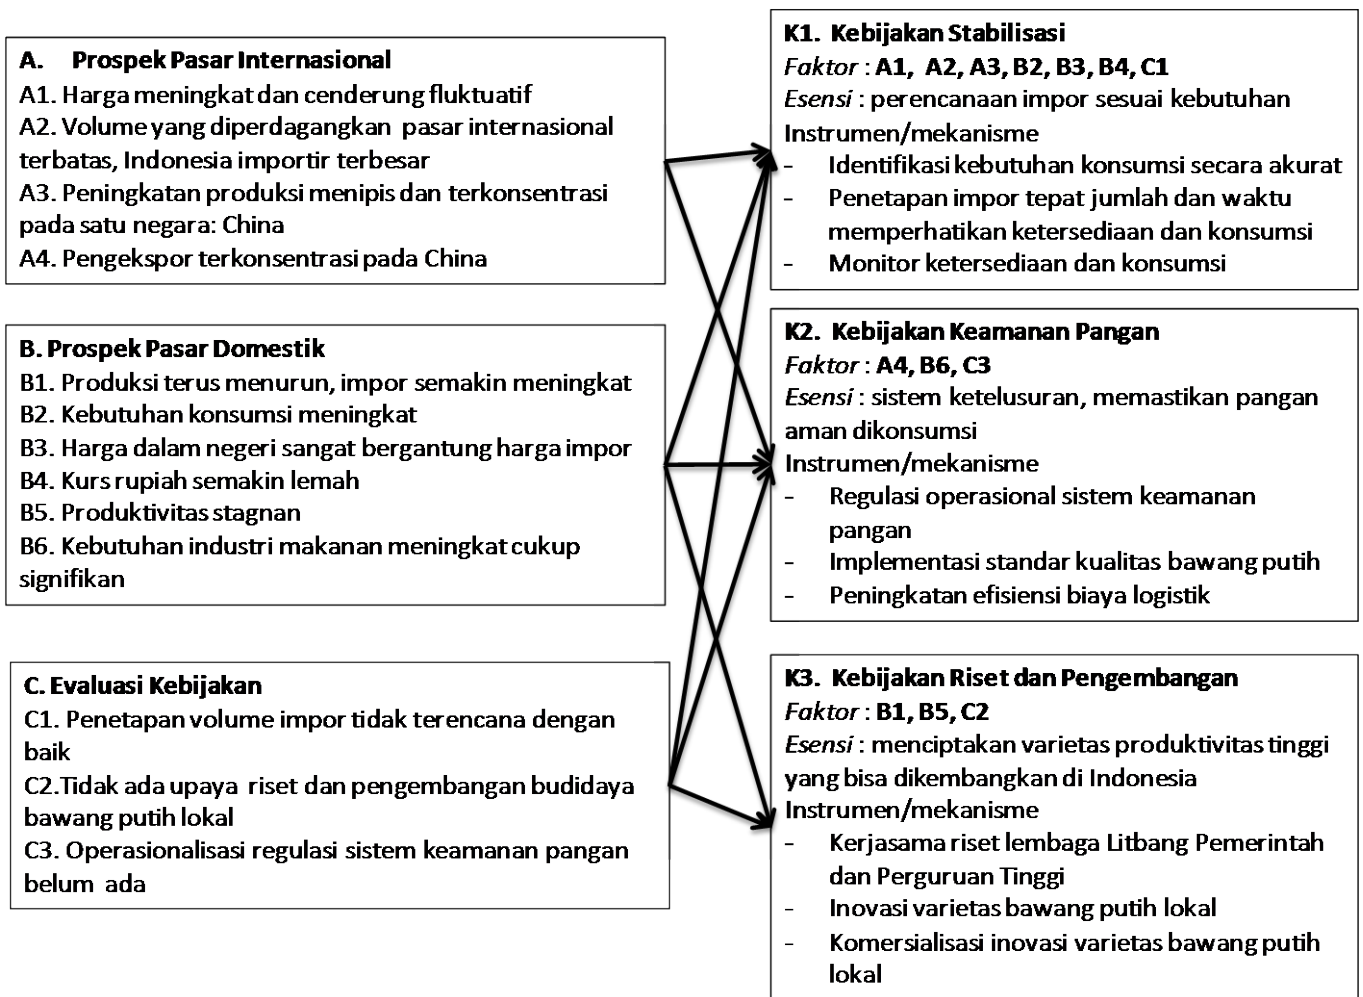 A. Prospek Pasar Internasional
A1. Harga meningkat dan cenderung fluktuatif
A2. Volume yang diperdagangkan pasar internasional
terbatas, Indonesia importir terbesar
A3. Peningkatan produksi menipis dan terkonsentrasi
pada satu negara: China
A4. Pengekspor terkonsentrasi pada China
B. Prospek Pasar Domestik
B1. Produksi terus menurun, impor semakin meningkat
B2. Kebutuhan konsumsi meningkat
B3. Harga dalam negeri sangat bergantung harga impor
B4. Kurs rupiah semakin lemah
B5. Produktivitas stagnan
B6. Kebutuhan industri makanan meningkat cukup
signifikan
C. Evaluasi Kebijakan
C1. Penetapan volume impor tidak terencana dengan
baik
C2.Tidak ada upaya riset dan pengembangan budidaya
bawang putih lokal
C3. Operasionalisasi regulasi sistem keamanan pangan
belum ada
K1. Kebijakan Stabilisasi
Faktor : A1, A2, A3, B2, B3, B4, C1
Esensi : perencanaan impor sesuai kebutuhan
Instrumen/mekanisme
- Identifikasi kebutuhan konsumsi secara akurat
- Penetapan impor tepat jumlah dan waktu
memperhatikan ketersediaan dan konsumsi
- Monitor ketersediaan dan konsumsi
K2. Kebijakan Keamanan Pangan
Faktor : A4, B6, C3
Esensi : sistem ketelusuran, memastikan pangan
aman dikonsumsi
Instrumen/mekanisme
- Regulasi operasional sistem keamanan
pangan
- Implementasi standar kualitas bawang putih
- Peningkatan efisiensi biaya logistik
K3. Kebijakan Riset dan Pengembangan
Faktor : B1, B5, C2
Esensi : menciptakan varietas produktivitas tinggi
yang bisa dikembangkan di Indonesia
Instrumen/mekanisme
- Kerjasama riset lembaga Litbang Pemerintah
dan Perguruan Tinggi
- Inovasi varietas bawang putih lokal
- Komersialisasi inovasi varietas bawang putih
lokal